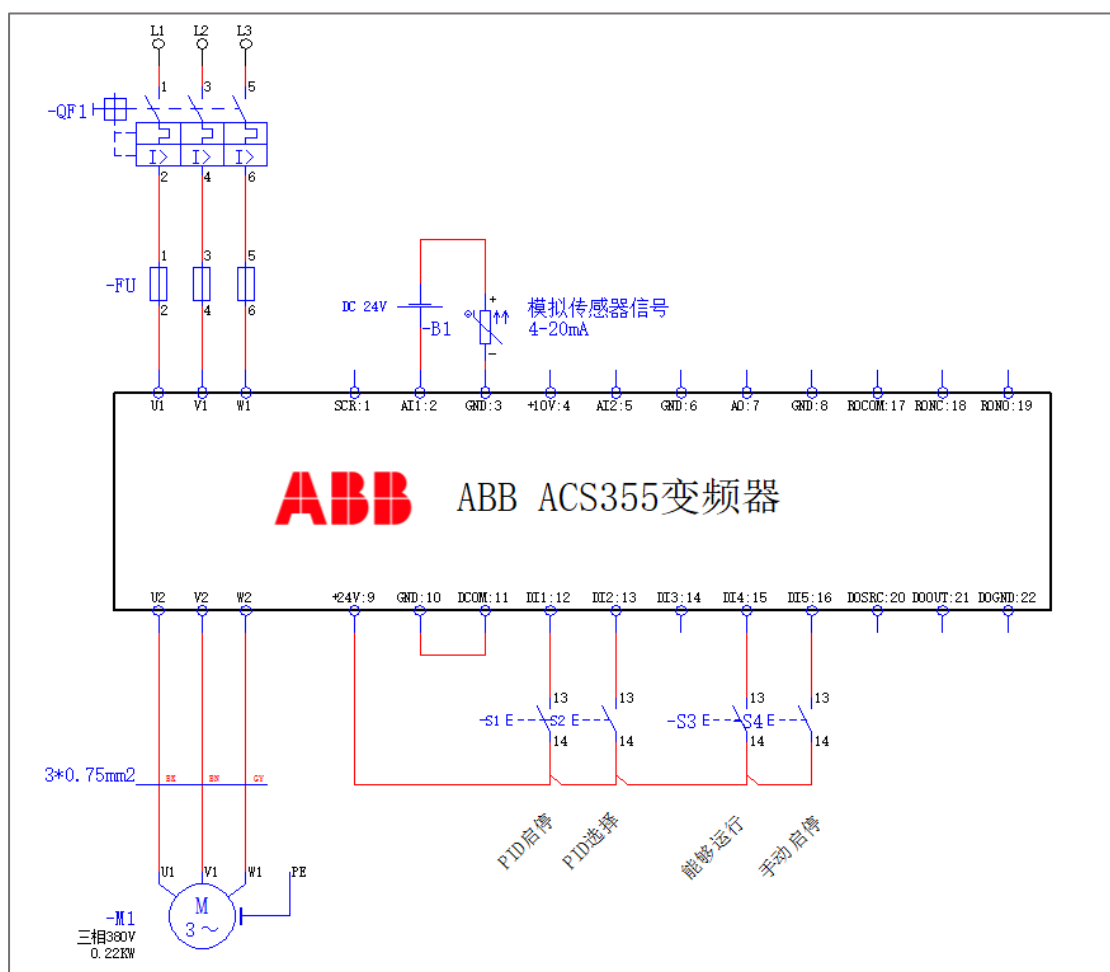 L1 L2 L3
1 3 5
-QF1
I> I> I>
2 4 6
1 3 5
-FU
2 4 6
DC 24V
-B1
+
模拟传感器信号
4-20mA
-
U1 V1 W1 SCR:1 AI1:2 GND:3 +10V:4 AI2:5 GND:6 AO:7 GND:8 ROCOM:17 RONC:18 RONO:19
ABB ABB ACS355变频器
U2 V2 W2 +24V:9 GND:10 DCOM:11 DI1:12 DI2:13 DI3:14 DI4:15 DI5:16 DOSRC:20 DOOUT:21 DOGND:22
13 13 13 13
-S1 -S2 -S3 -S4
14 14 14 14
3*0.75mm2
BK BN GY
PID启停
PID选择
能够运行
手动启停
U1 V1 W1 PE
M
3～
-M1
三相380V
0.22KW